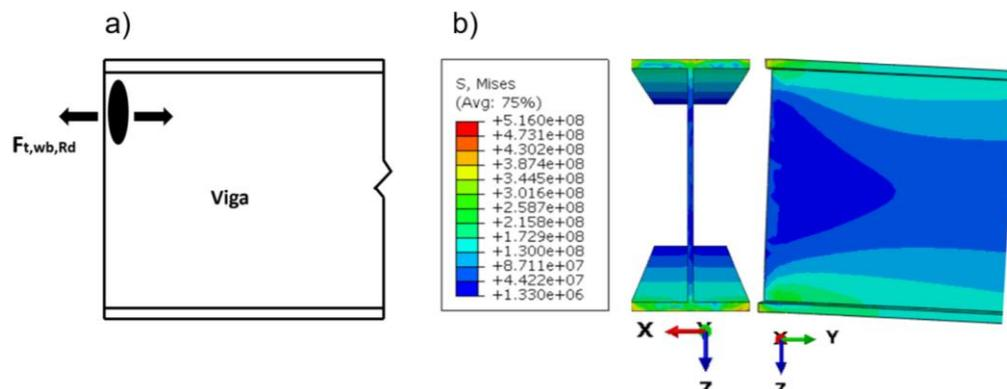 a)
b)
F t,wb,Rd
Viga
S, Mises
(Avg: 75%)
+5.160e+08
+4.731e+08
+4.302e+08
+3.874e+08
+3.445e+08
+3.016e+08
+2.587e+08
+2.158e+08
+1.729e+08
+1.300e+08
+8.711e+07
+4.422e+07
+1.330e+06
X
Y
Z
X
Y
Z